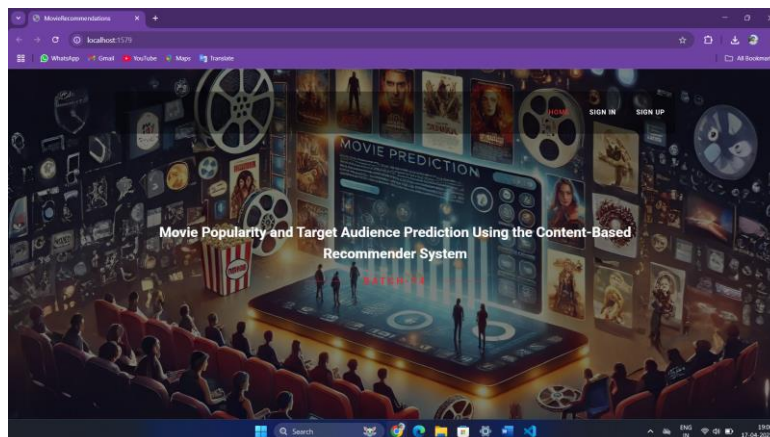 MovieRecommendations
localhost:1579
WhatsApp Gmail YouTube Maps Translate All Bookmar
HOME SIGN IN SIGN UP
MOVIE PREDICTION
Movie Popularity and Target Audience Prediction Using the Content-Based
Recommender System
Search
ENG
IN
19:0
17-04-202